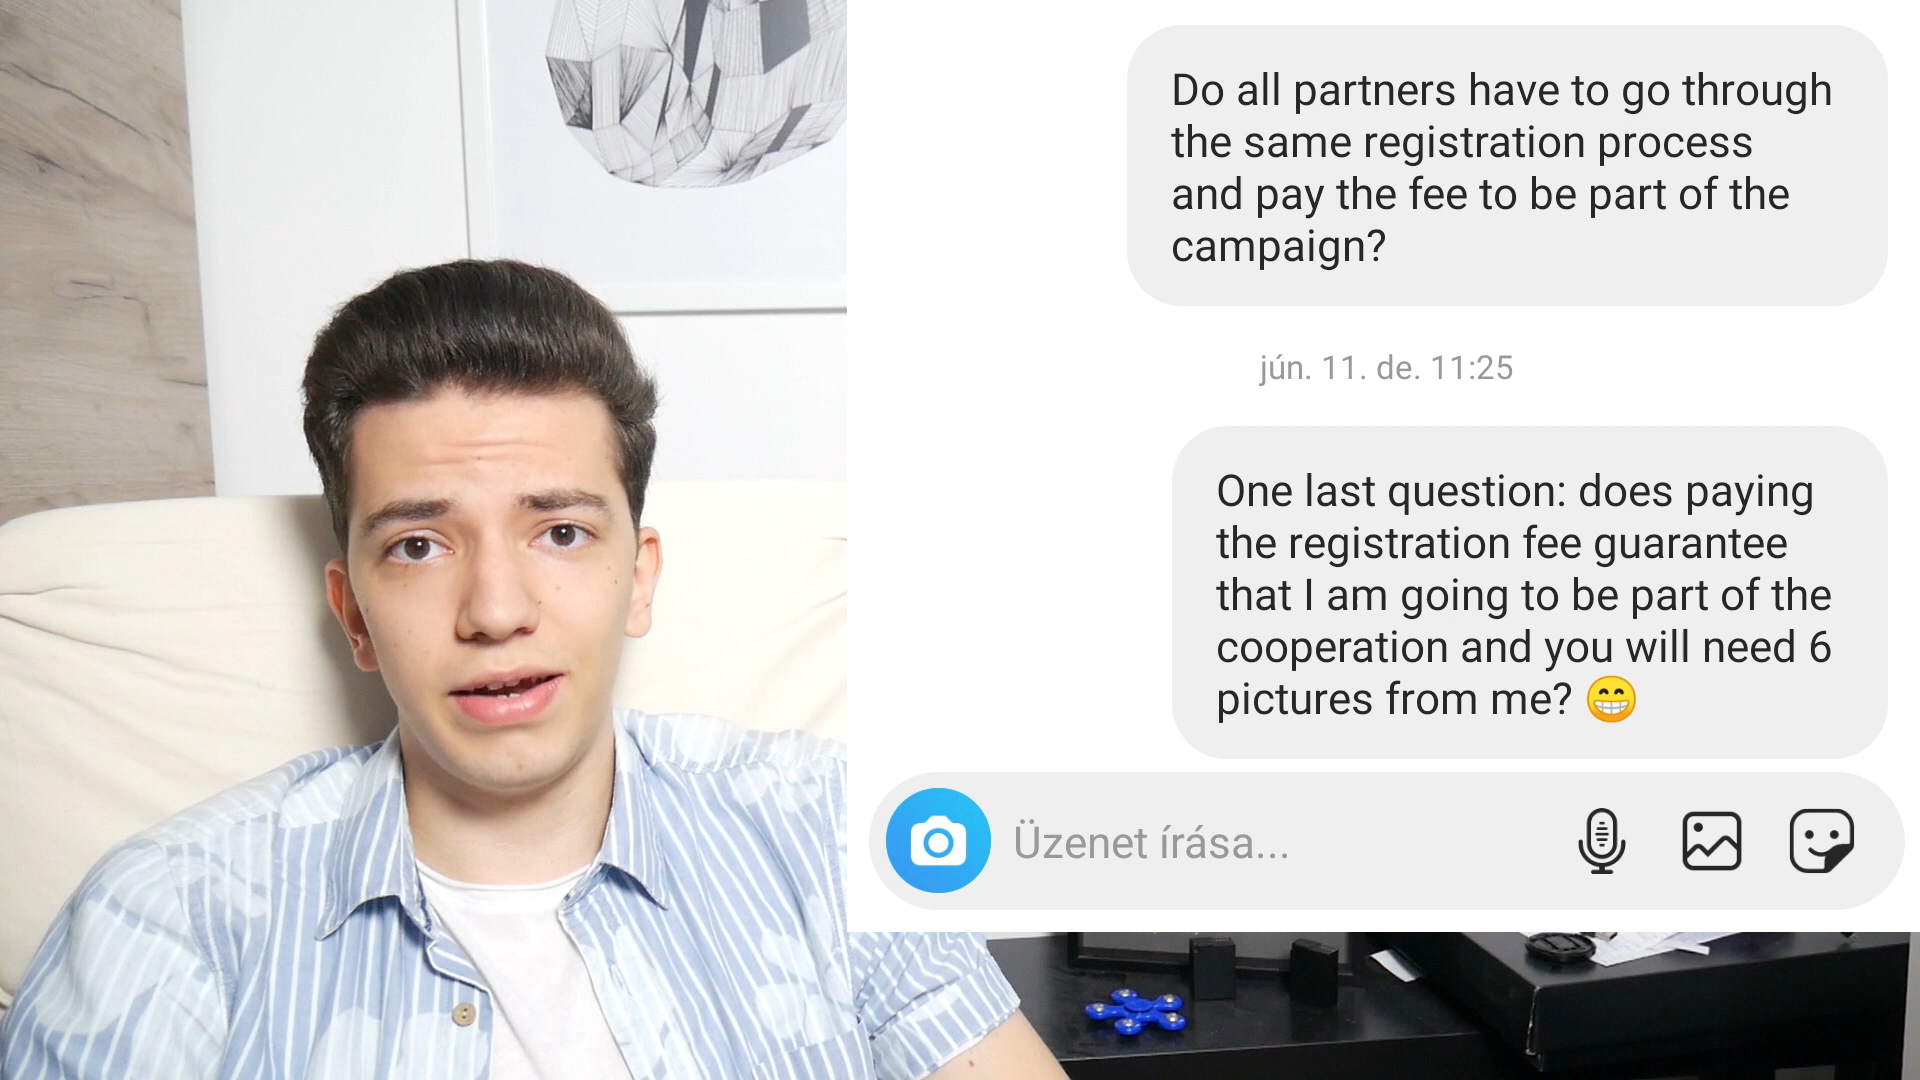 Do all partners have to go through
the same registration process
and pay the fee to be part of the
campaign?
jún. 11. de. 11:25
One last question: does paying
the registration fee guarantee
that I am going to be part of the
cooperation and you will need 6
pictures from me? 😁
Üzenet írása...